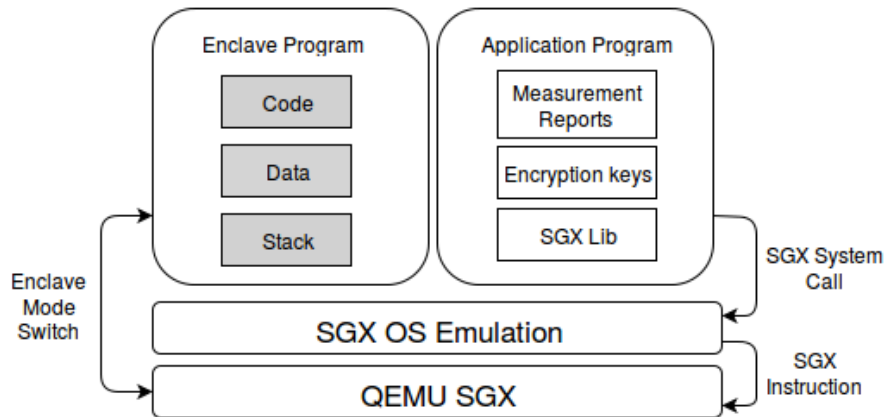 Enclave Program
Code
Data
Stack
Application Program
Measurement
Reports
Encryption keys
SGX Lib
Enclave
Mode
Switch
SGX System
Call
SGX OS Emulation
SGX
Instruction
QEMU SGX